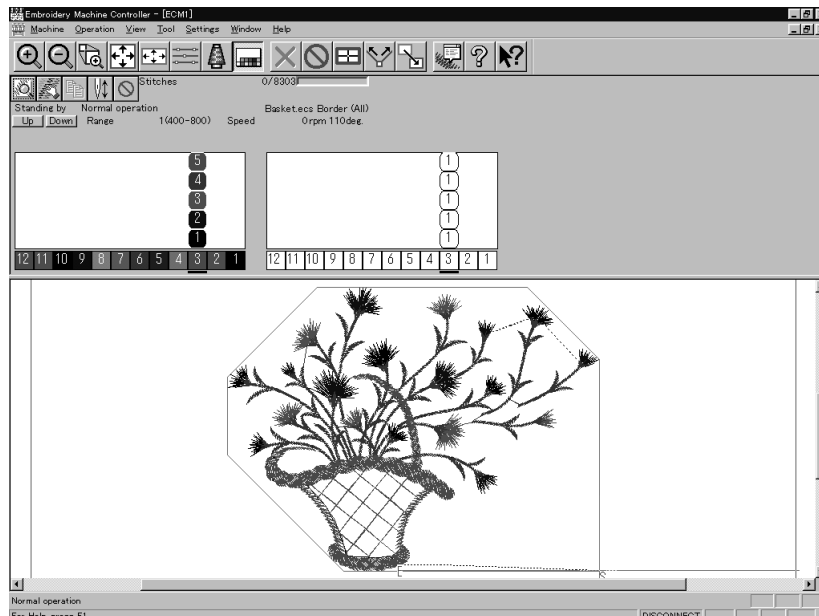 Embroidery Machine Controller - [ECM1]
Machine Operation View Tool Settings Window Help
Stitches 0/8303
Standing by Normal operation Basket.ecs Border (All)
Up Down Range 1(400-800) Speed 0rpm 110deg.
5 1
4 1
3 1
2 1
1 1
12 11 10 9 8 7 6 5 4 3 2 1 12 11 10 9 8 7 6 5 4 3 2 1
Normal operation
For Help, press F1 DISCONNECT